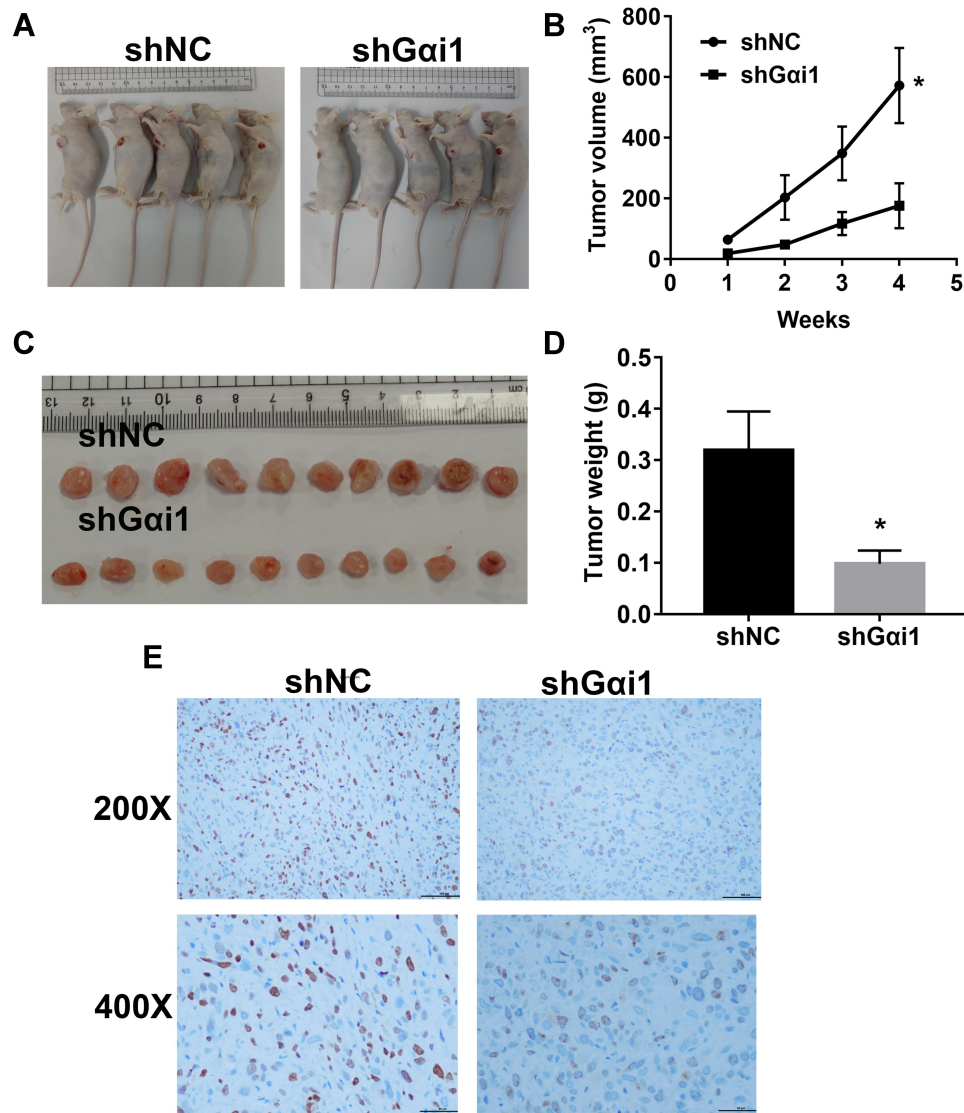 A
shNC
shGαi1
B
Tumor volume (mm³)
800
600
400
200
0
shNC
shGαi1
*
0 1 2 3 4 5
Weeks
C
cm
13 12 11 10 9 8 7 6 5 4 3 2 1
shNC
shGαi1
D
Tumor weight (g)
0.5
0.4
0.3
0.2
0.1
0.0
*
shNC
shGαi1
E
shNC
shGαi1
200X
400X